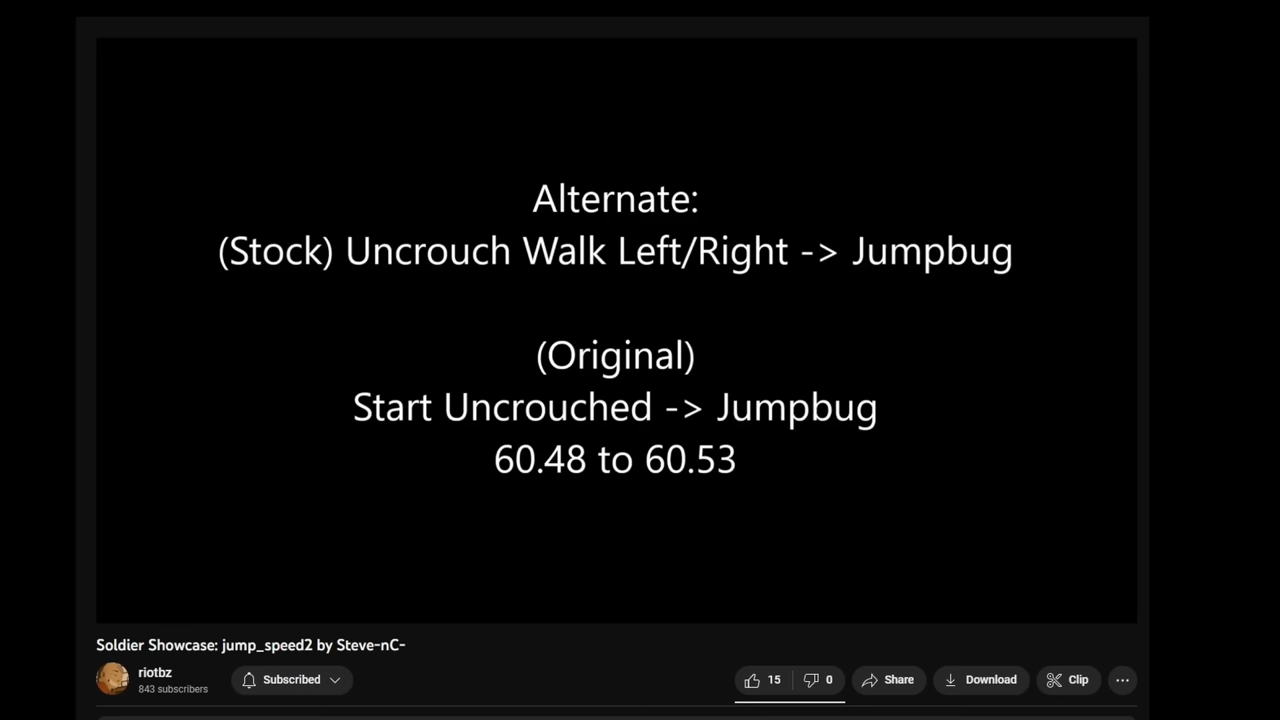 Alternate:
(Stock) Uncrouch Walk Left/Right -> Jumpbug
(Original)
Start Uncrouched -> Jumpbug
60.48 to 60.53
Soldier Showcase: jump_speed2 by Steve-nC-
riotbz
843 subscribers
Subscribed
15
0
Share
Download
Clip